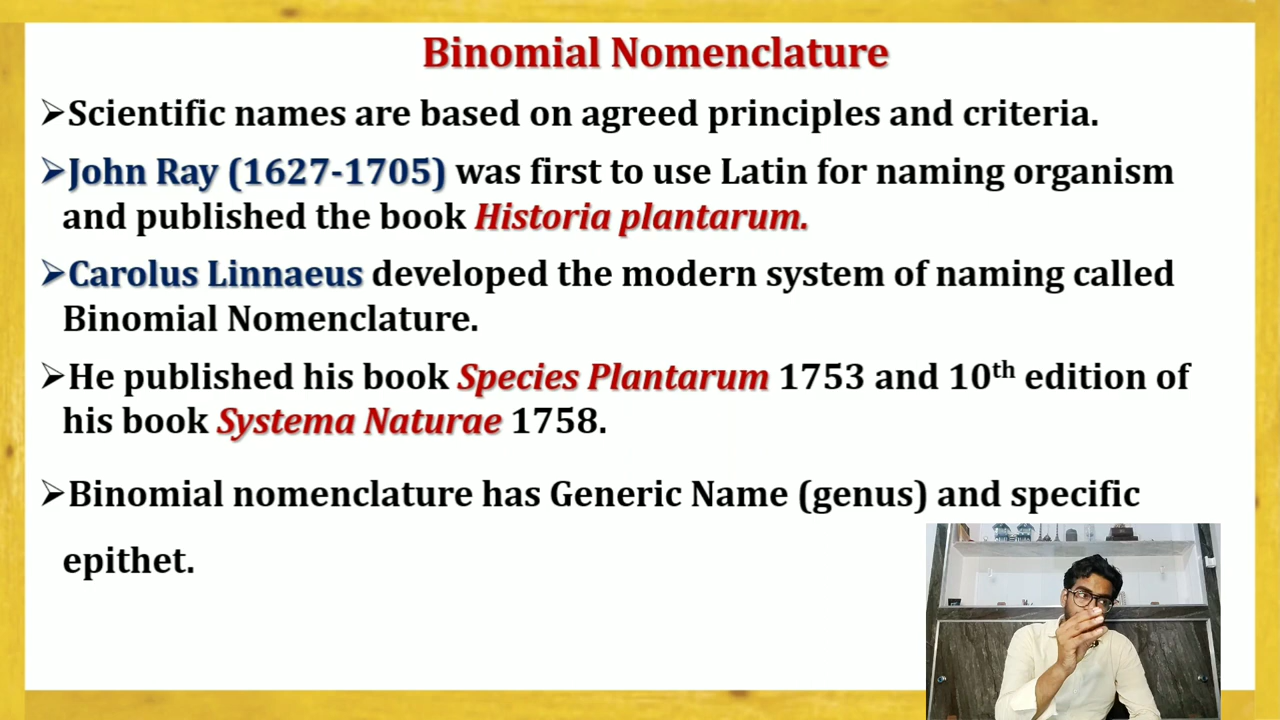 Binomial Nomenclature
➢Scientific names are based on agreed principles and criteria.
➢John Ray (1627-1705) was first to use Latin for naming organism
and published the book Historia plantarum.
➢Carolus Linnaeus developed the modern system of naming called
Binomial Nomenclature.
➢He published his book Species Plantarum 1753 and 10th edition of
his book Systema Naturae 1758.
➢Binomial nomenclature has Generic Name (genus) and specific
epithet.